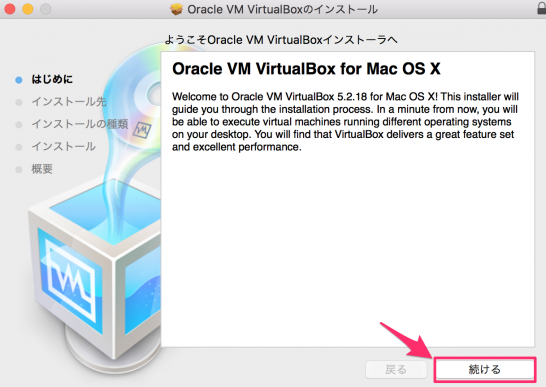 Oracle VM VirtualBoxのインストール
ようこそOracle VM VirtualBoxインストーラへ
はじめに
インストール先
インストールの種類
インストール
概要
Oracle VM VirtualBox for Mac OS X
Welcome to Oracle VM VirtualBox 5.2.18 for Mac OS X! This installer will
guide you through the installation process. In a minute from now, you will
be able to execute virtual machines running different operating systems
on your desktop. You will find that VirtualBox delivers a great feature set
and excellent performance.
戻る
続ける